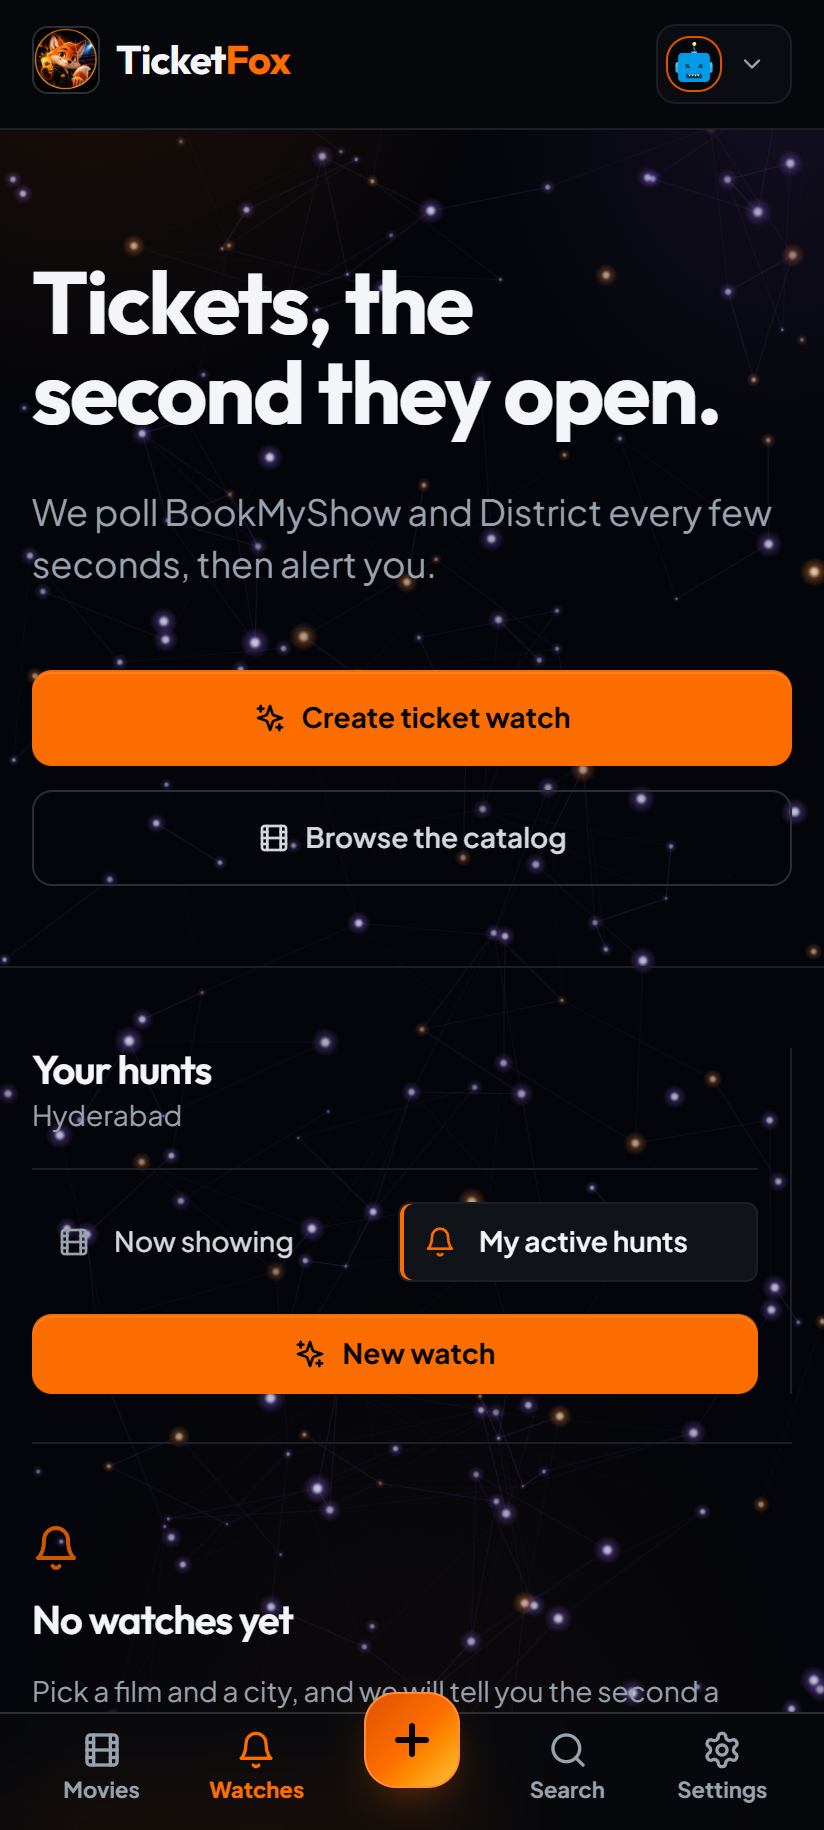 TicketFox
Tickets, the
second they open.
We poll BookMyShow and District every few
seconds, then alert you.
Create ticket watch
Browse the catalog
Your hunts
Hyderabad
Now showing
My active hunts
New watch
No watches yet
Pick a film and a city, and we will tell you the second a
Movies
Watches
Search
Settings